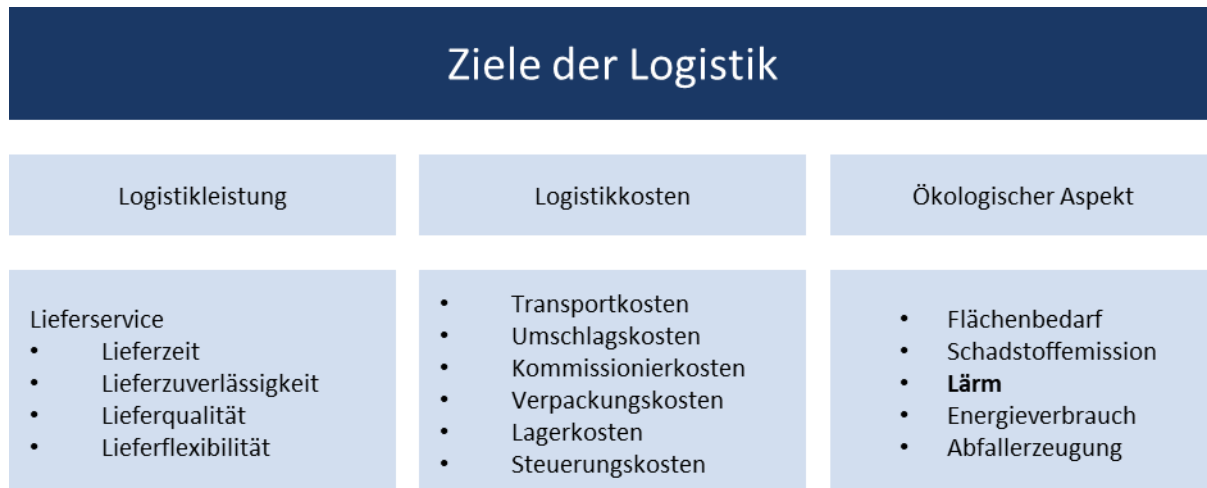 Ziele der Logistik
Logistikleistung
Logistikkosten
Ökologischer Aspekt
Lieferservice
• Lieferzeit
• Lieferzuverlässigkeit
• Lieferqualität
• Lieferflexibilität
• Transportkosten
• Umschlagskosten
• Kommissionierkosten
• Verpackungskosten
• Lagerkosten
• Steuerungskosten
• Flächenbedarf
• Schadstoffemission
• Lärm
• Energieverbrauch
• Abfallerzeugung